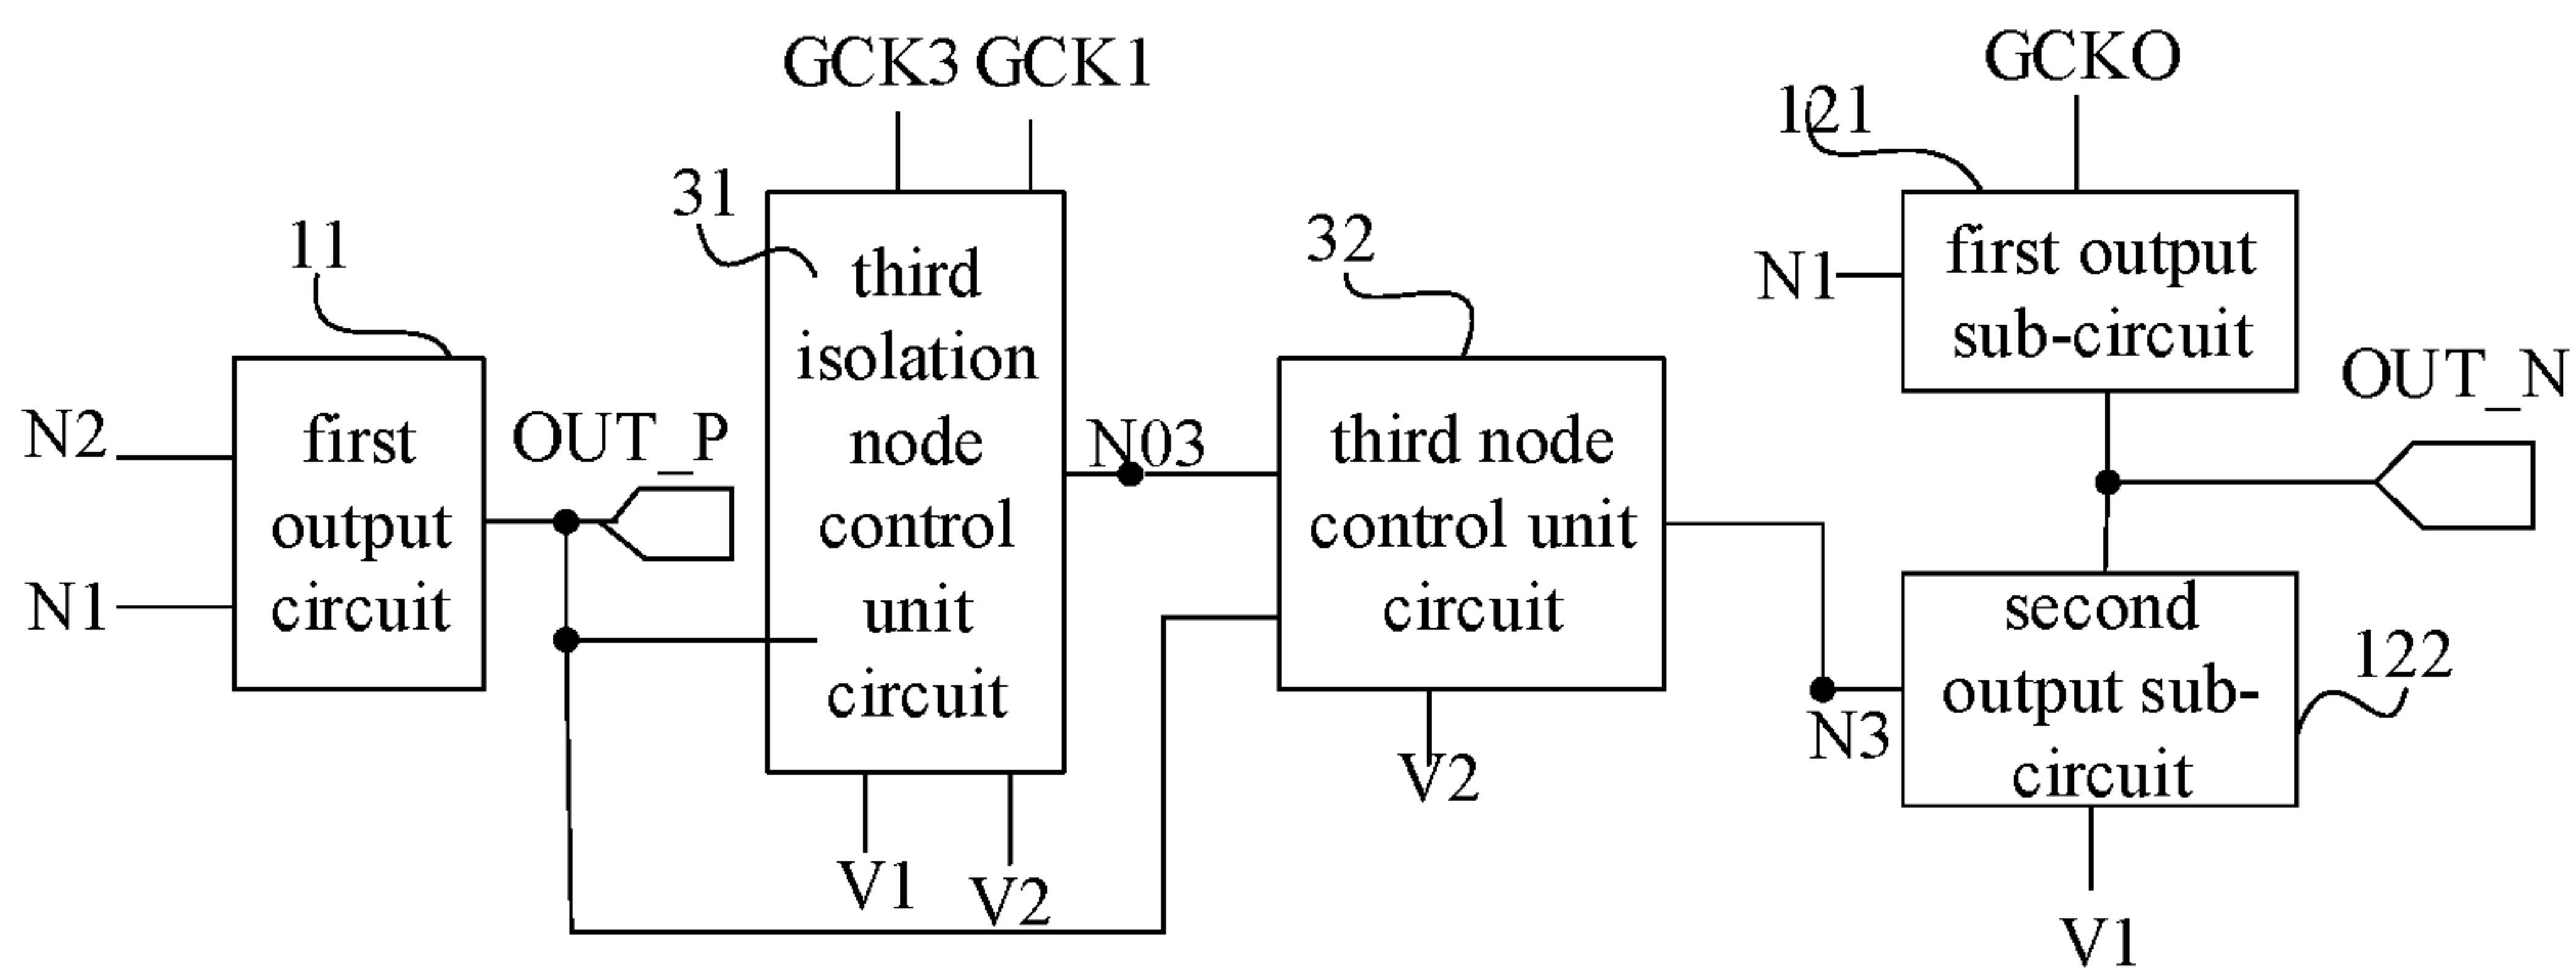 GCK3 GCK1
GCKO
121
31
11
32
third
isolation
node
control
unit
circuit
first output
sub-circuit
N1
N2
N1
first
output
circuit
OUT_P
N03
third node
control unit
circuit
OUT_N
second
output sub-
circuit
122
N3
V1
V2
V2
V1